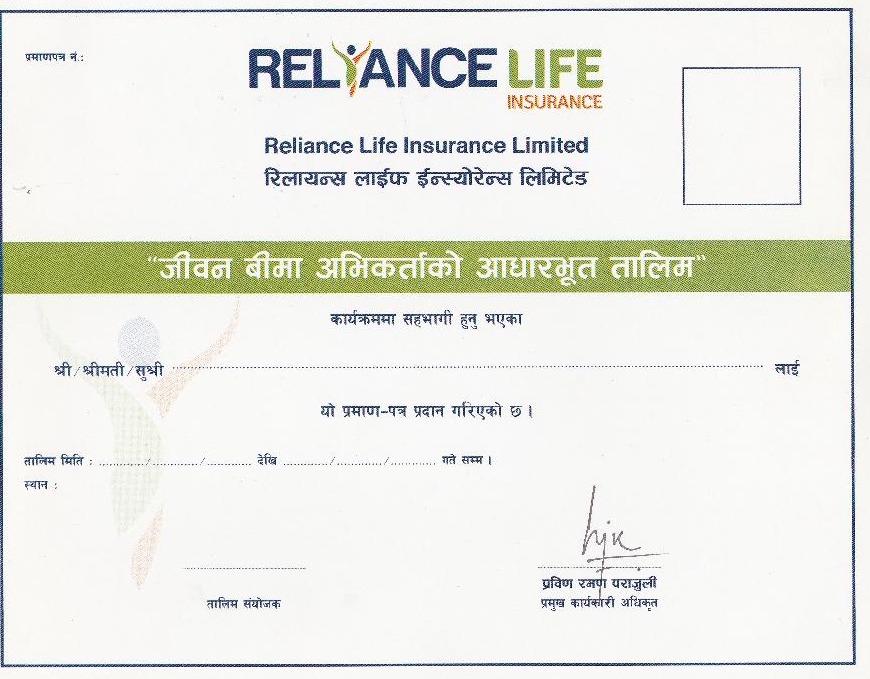 प्रमाणपत्र नं.:
RELIANCE LIFE
INSURANCE
Reliance Life Insurance Limited
रिलायन्स लाईफ ईन्स्योरेन्स लिमिटेड
"जीवन बीमा अभिकर्ताको आधारभूत तालिम"
कार्यक्रममा सहभागी हुनु भएका
श्री/श्रीमती/सुश्री ........................................ लाई
यो प्रमाण-पत्र प्रदान गरिएको छ।
तालिम मिति : ............/............/............ देखि ............/............/............ गते सम्म।
स्थान :
प्रविण रमण पराजुली
तालिम संयोजक
प्रमुख कार्यकारी अधिकृत